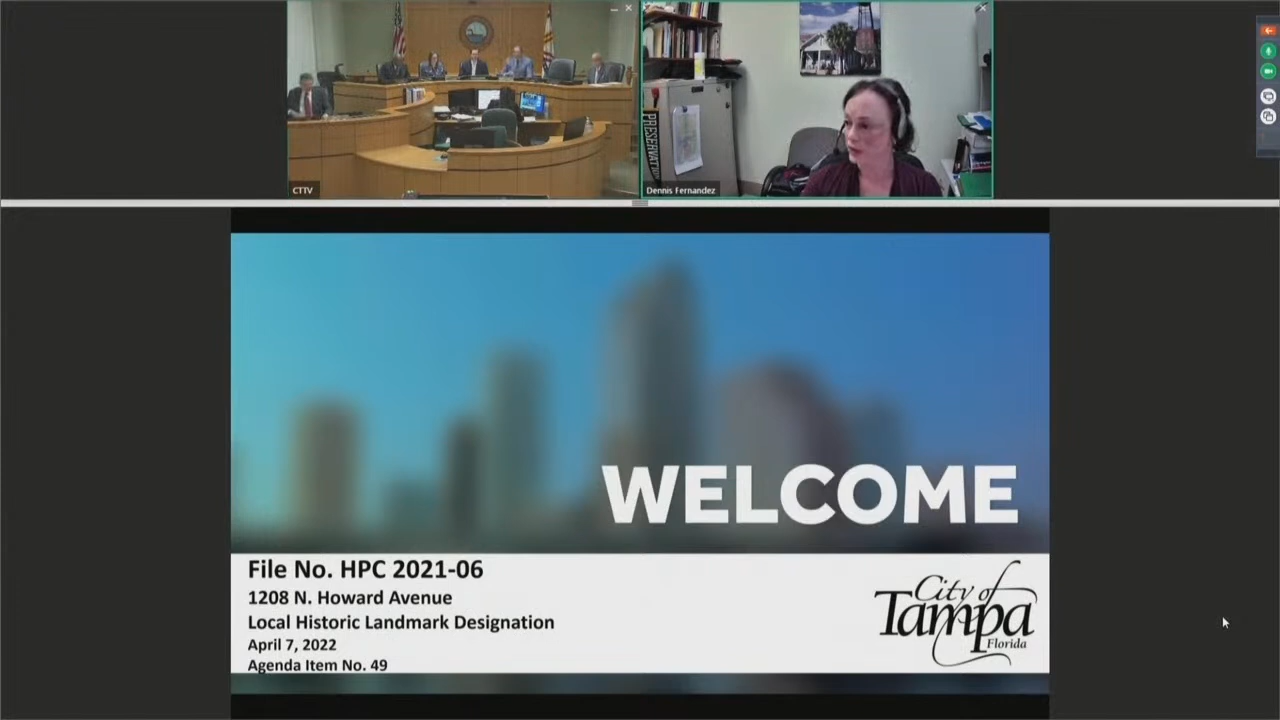 PRESERVATION
CTTV
Dennis Fernandez
WELCOME
File No. HPC 2021-06
1208 N. Howard Avenue
Local Historic Landmark Designation
April 7, 2022
Agenda Item No. 49
City of
Tampa
Florida